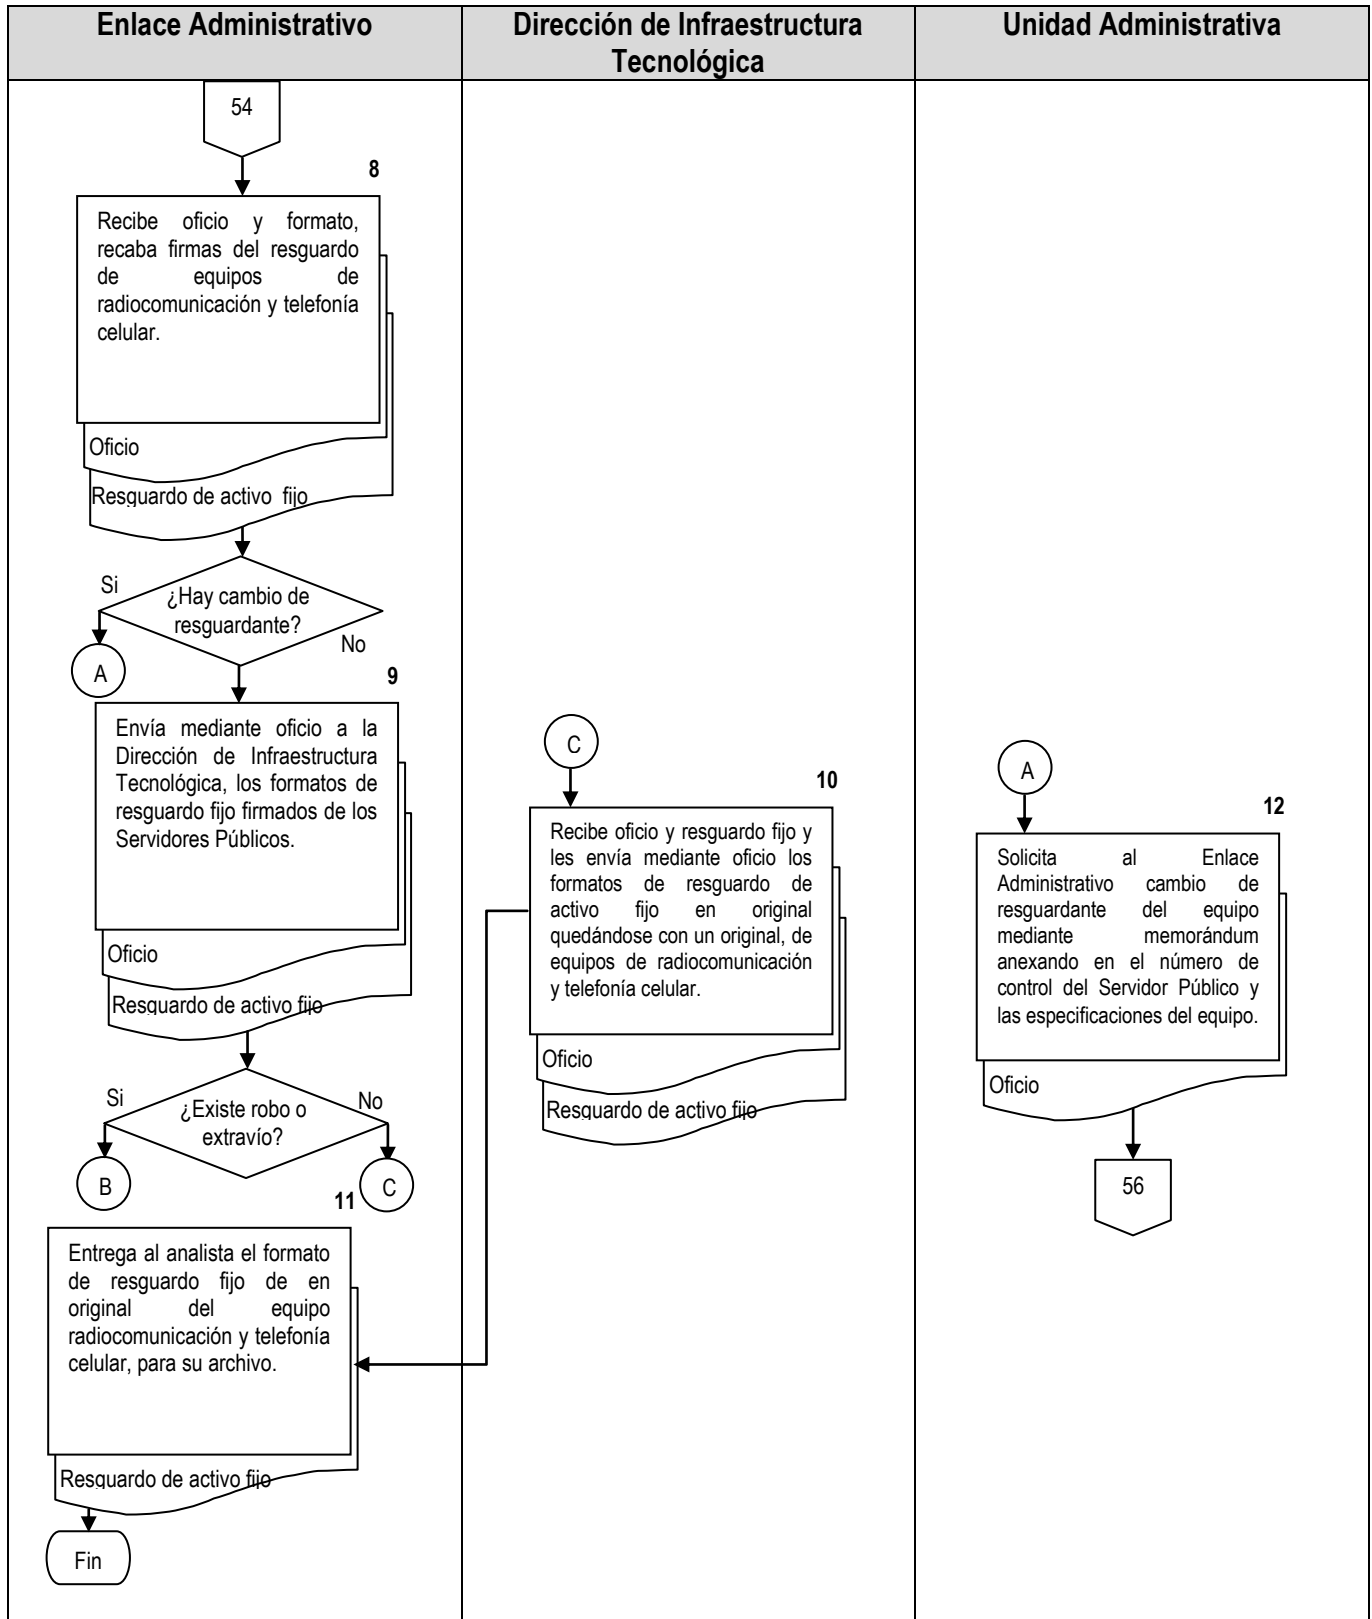 Enlace Administrativo
Dirección de Infraestructura
Tecnológica
Unidad Administrativa
54
8
Recibe oficio y formato,
recaba firmas del resguardo
de equipos de
radiocomunicación y telefonía
celular.
Oficio
Resguardo de activo fijo
¿Hay cambio de
resguardante?
Si
No
A
9
Envía mediante oficio a la
Dirección de Infraestructura
Tecnológica, los formatos de
resguardo fijo firmados de los
Servidores Públicos.
Oficio
Resguardo de activo fijo
¿Existe robo o
extravío?
Si
No
B
C
11
Entrega al analista el formato
de resguardo fijo de en
original del equipo
radiocomunicación y telefonía
celular, para su archivo.
Resguardo de activo fijo
Fin
C
10
Recibe oficio y resguardo fijo y
les envía mediante oficio los
formatos de resguardo de
activo fijo en original
quedándose con un original, de
equipos de radiocomunicación
y telefonía celular.
Oficio
Resguardo de activo fijo
A
12
Solicita al Enlace
Administrativo cambio de
resguardante del equipo
mediante memorándum
anexando en el número de
control del Servidor Público y
las especificaciones del equipo.
Oficio
56